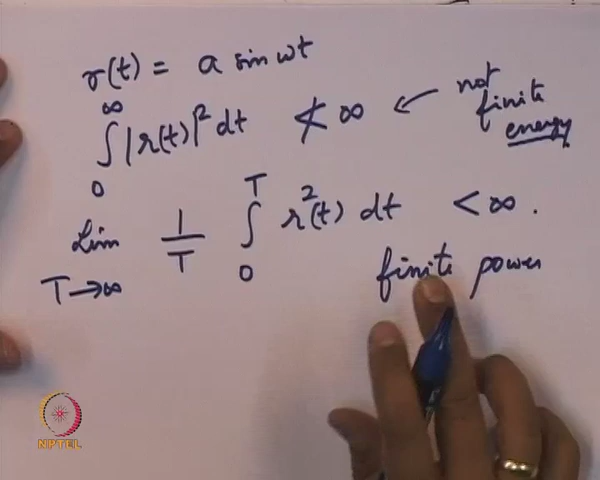 r(t) = a sin ωt
∫₀^∞ |r(t)|² dt ≮ ∞ ← not finite energy
Lim T→∞ 1/T ∫₀^T r²(t) dt < ∞.
finite power
NPTEL